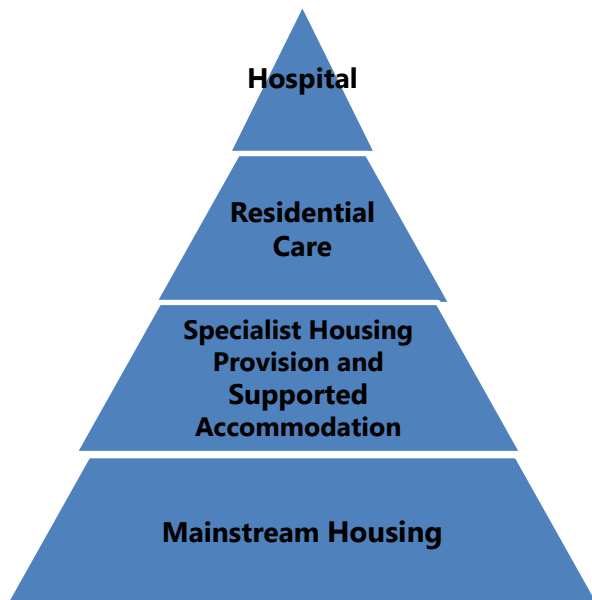 Hospital
Residential
Care
Specialist Housing
Provision and
Supported
Accommodation
Mainstream Housing